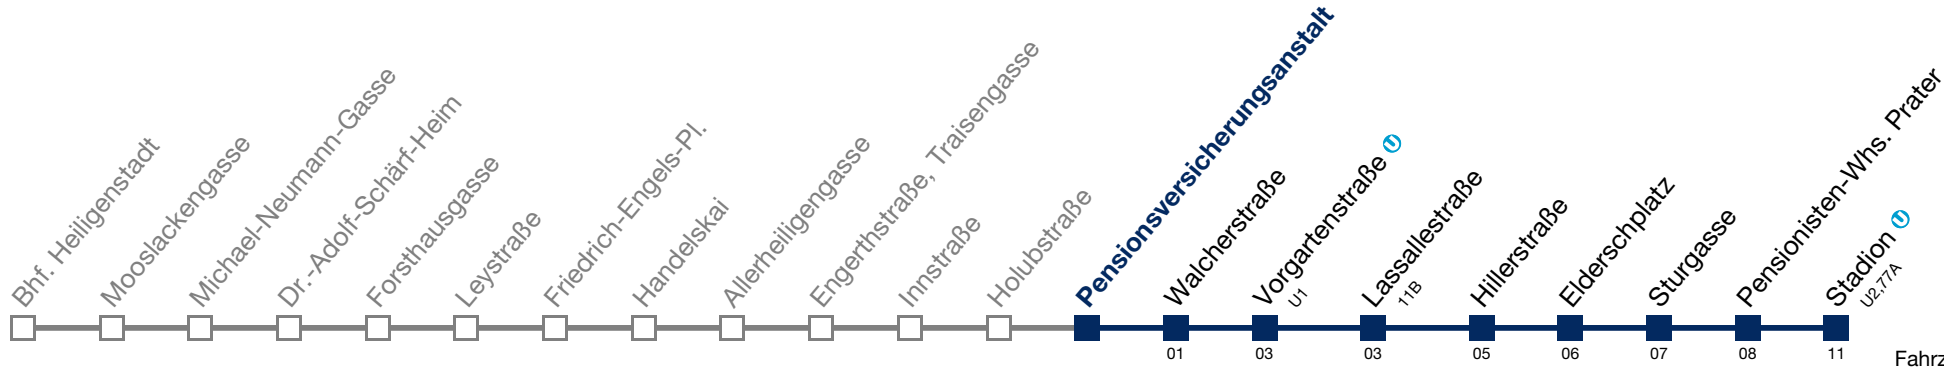 Bhf. Heiligenstadt
Mooslackengasse
Michael-Neumann-Gasse
Dr.-Adolf-Schärf-Heim
Forsthausgasse
Leystraße
Friedrich-Engels-Pl.
Handelskai
Allerheiligengasse
Engerthstraße, Traisengasse
Innstraße
Holubstraße
Pensionsversicherungsanstalt
Walcherstraße
01
Vorgartenstraße U
U1
03
Lassallestraße
11B
03
Hillerstraße
05
Elderschplatz
06
Sturgasse
07
Pensionisten-Whs. Prater
08
Stadion U
U2,77A
11
Fahrz